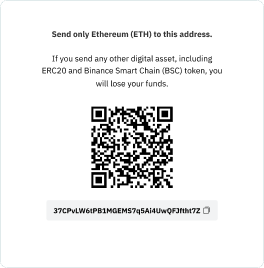 Send only Ethereum (ETH) to this address.
If you send any other digital asset, including
ERC20 and Binance Smart Chain (BSC) token, you
will lose your funds.
37CPvLW6tPB1MGEMS7q5Ai4UwQFJftht7Z